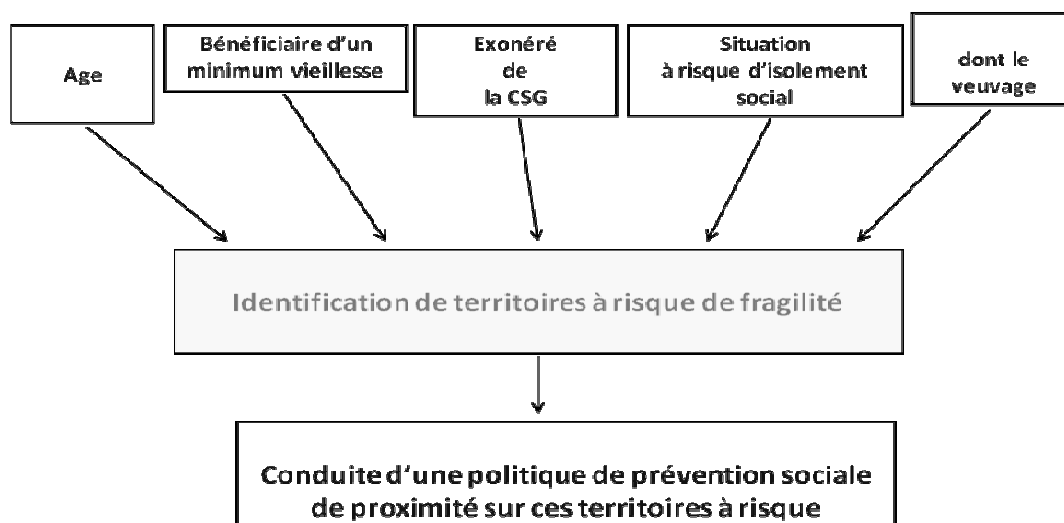 Age
Bénéficiaire d'un
minimum vieillesse
Exonéré
de
la CSG
Situation
à risque d'isolement
social
dont le
veuvage
Identification de territoires à risque de fragilité
Conduite d'une politique de prévention sociale
de proximité sur ces territoires à risque